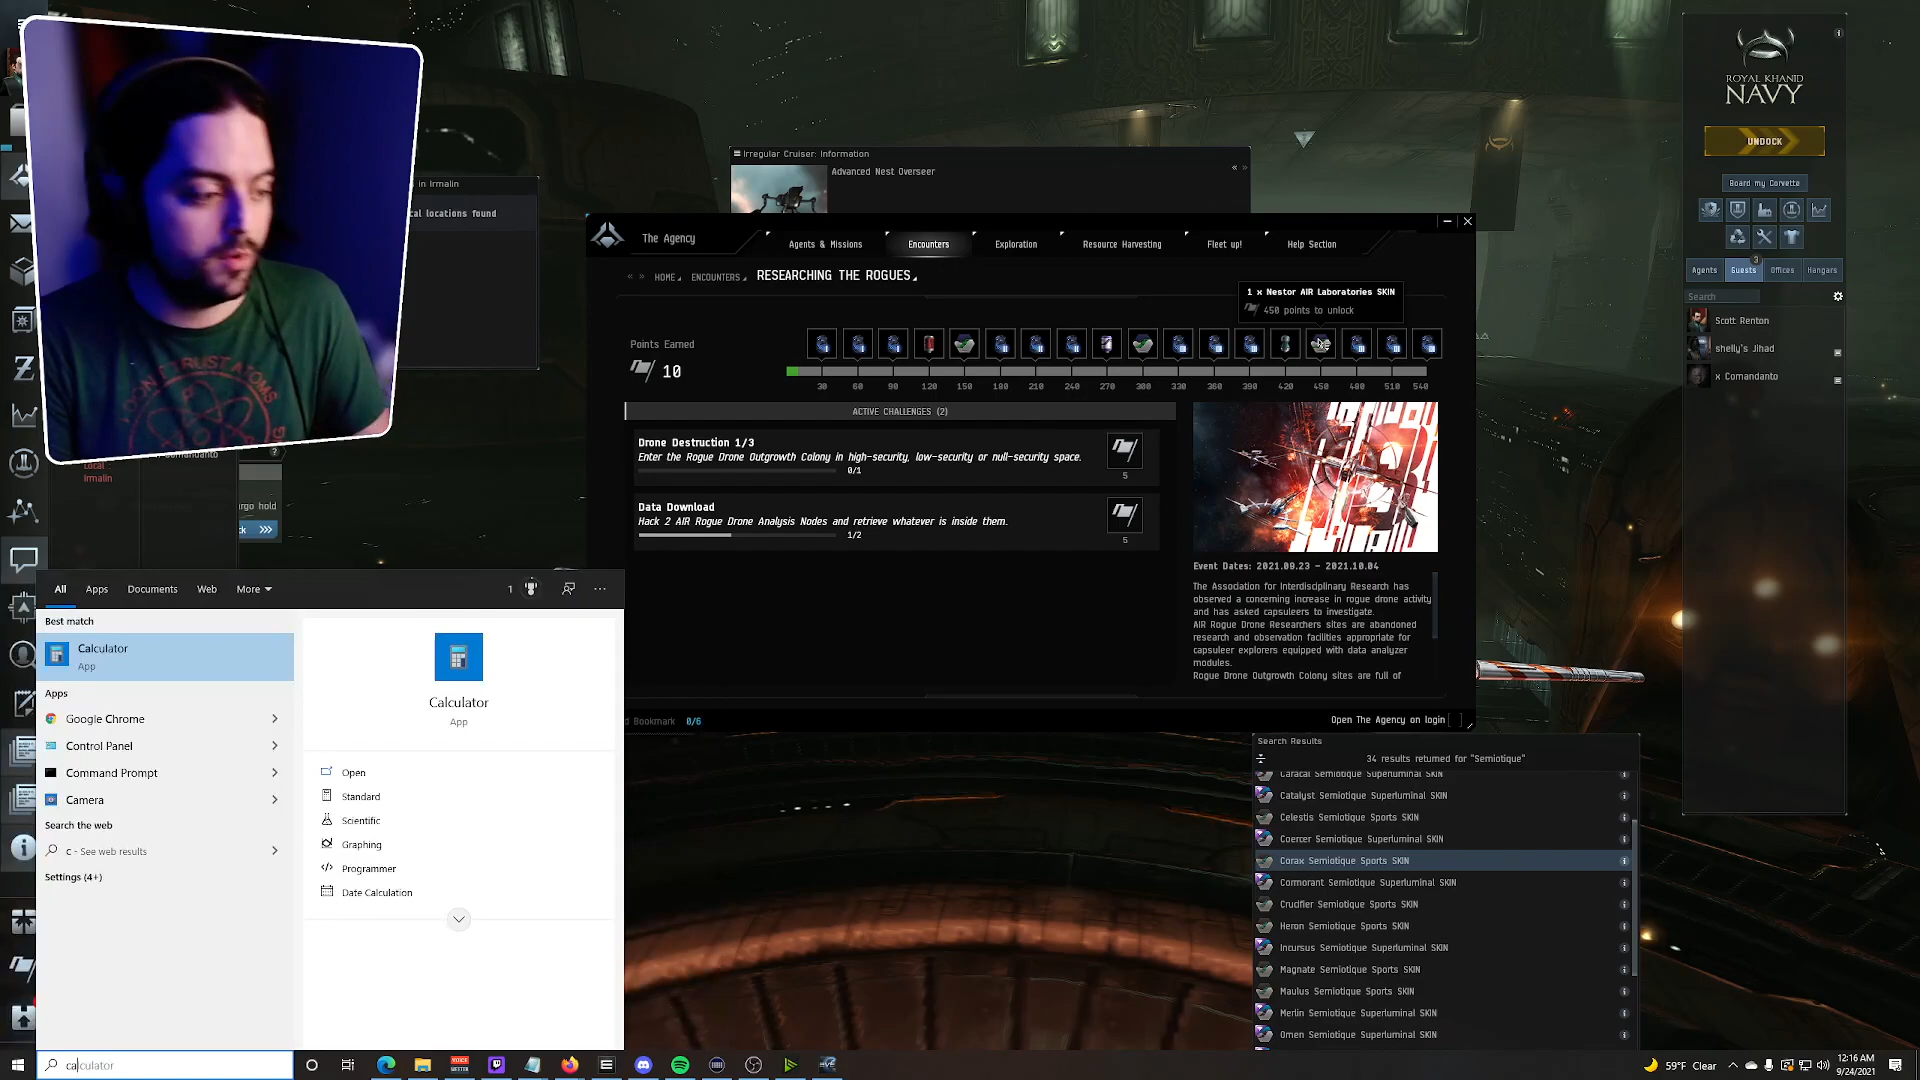 in Irmalin
cal locations found
Irregular Cruiser: Information
Advanced Nest Overseer
The Agency
Agents & Missions
Encounters
Exploration
Resource Harvesting
Fleet up!
Help Section
HOME
ENCOUNTERS
RESEARCHING THE ROGUES
1 x Nestor AIR Laboratories SKIN
450 points to unlock
Points Earned
10
30 60 90 120 150 180 210 240 270 300 330 360 390 420 450 480 510 540
ACTIVE CHALLENGES (2)
Drone Destruction 1/3
Enter the Rogue Drone Outgrowth Colony in high-security, low-security or null-security space.
0/1
5
Data Download
Hack 2 AIR Rogue Drone Analysis Nodes and retrieve whatever is inside them.
1/2
5
Event Dates: 2021.09.23 - 2021.10.04
The Association for Interdisciplinary Research has
observed a concerning increase in rogue drone activity
and has asked capsuleers to investigate.
AIR Rogue Drone Researchers sites are abandoned
research and observation facilities appropriate for
capsuleer explorers equipped with data analyzer
modules.
Rogue Drone Outgrowth Colony sites are full of
d Bookmark
0/6
Open The Agency on login
ROYAL KHANID
NAVY
UNDOCK
Board my Corvette
Agents
Guests
3
Offices
Hangars
Search
Scott Renton
shelly's Jihad
x Comandanto
I DON'T TRUST ATOMS
Comandanto
Local :
Irmalin
rgo hold
ck >>>
Search Results
34 results returned for "Semiotique"
Caracal Semiotique Superluminal SKIN
Catalyst Semiotique Superluminal SKIN
Celestis Semiotique Sports SKIN
Coercer Semiotique Superluminal SKIN
Corax Semiotique Sports SKIN
Cormorant Semiotique Superluminal SKIN
Crucifier Semiotique Sports SKIN
Heron Semiotique Sports SKIN
Incursus Semiotique Superluminal SKIN
Magnate Semiotique Sports SKIN
Maulus Semiotique Sports SKIN
Merlin Semiotique Superluminal SKIN
Omen Semiotique Superluminal SKIN
All
Apps
Documents
Web
More
1
Best match
Calculator
App
Apps
Google Chrome
Control Panel
Command Prompt
Camera
Search the web
c - See web results
Settings (4+)
Calculator
App
Open
Standard
Scientific
Graphing
Programmer
Date Calculation
calculator
59°F Clear
12:16 AM
9/24/2021